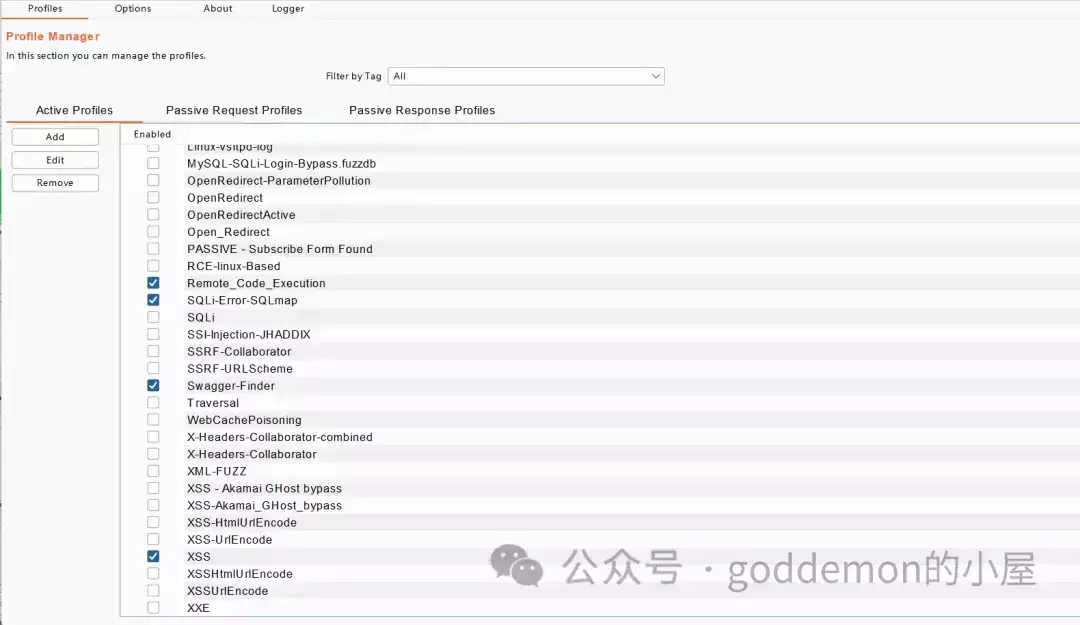 Profiles Options About Logger
Profile Manager
In this section you can manage the profiles.
Filter by Tag All
Active Profiles Passive Request Profiles Passive Response Profiles
Add
Edit
Remove
Enabled
Linux-vsftpd-log
MySQL-SQLi-Login-Bypass.fuzzdb
OpenRedirect-ParameterPollution
OpenRedirect
OpenRedirectActive
Open_Redirect
PASSIVE - Subscribe Form Found
RCE-linux-Based
Remote_Code_Execution
SQLi-Error-SQLmap
SQLi
SSI-Injection-JHADDIX
SSRF-Collaborator
SSRF-URLScheme
Swagger-Finder
Traversal
WebCachePoisoning
X-Headers-Collaborator-combined
X-Headers-Collaborator
XML-FUZZ
XSS - Akamai GHost bypass
XSS-Akamai_GHost_bypass
XSS-HtmlUrlEncode
XSS-UrlEncode
XSS
XSSHtmlUrlEncode
XSSUrlEncode
XXE
公众号 · goddemon的小屋